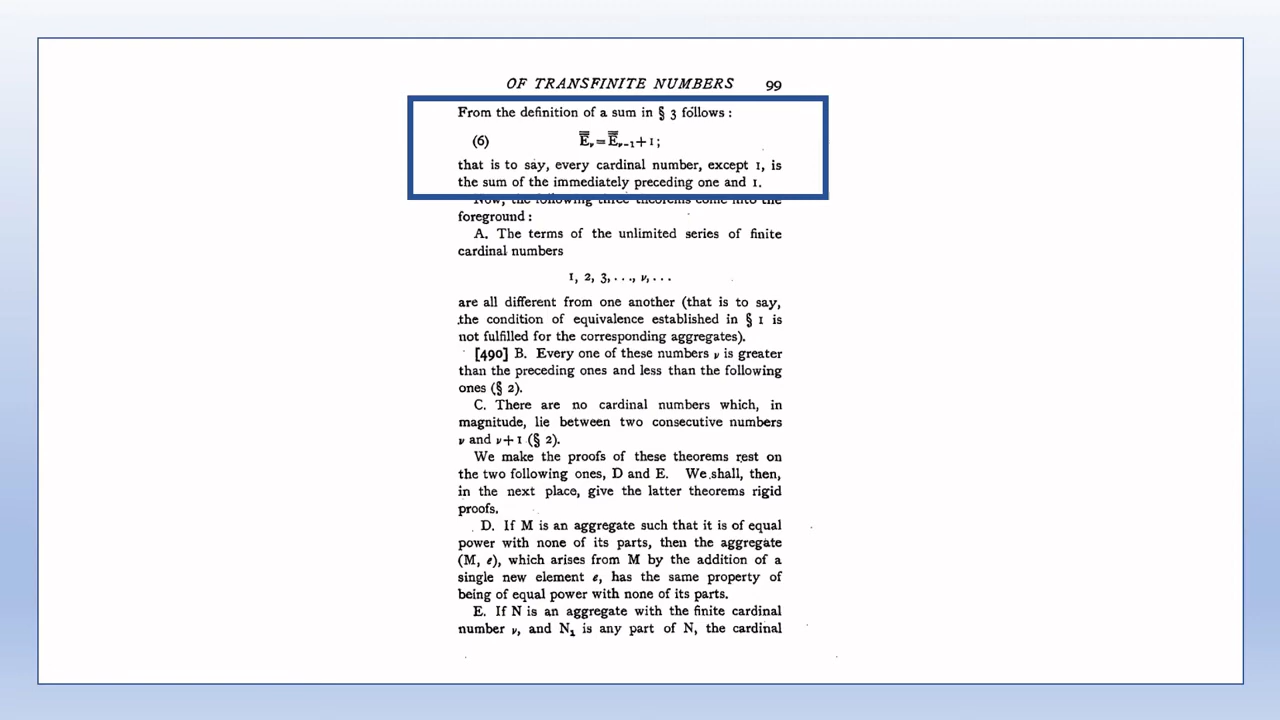 OF TRANSFINITE NUMBERS 99
From the definition of a sum in § 3 follows :
(6) E̿ᵥ = E̿ᵥ₋₁ + 1 ;
that is to say, every cardinal number, except 1, is
the sum of the immediately preceding one and 1.
Now, the following three theorems come into the
foreground :
A. The terms of the unlimited series of finite
cardinal numbers
1, 2, 3, . . ., ν, . . .
are all different from one another (that is to say,
the condition of equivalence established in § 1 is
not fulfilled for the corresponding aggregates).
[490] B. Every one of these numbers ν is greater
than the preceding ones and less than the following
ones (§ 2).
C. There are no cardinal numbers which, in
magnitude, lie between two consecutive numbers
ν and ν+1 (§ 2).
We make the proofs of these theorems rest on
the two following ones, D and E. We shall, then,
in the next place, give the latter theorems rigid
proofs.
D. If M is an aggregate such that it is of equal
power with none of its parts, then the aggregate
(M, e), which arises from M by the addition of a
single new element e, has the same property of
being of equal power with none of its parts.
E. If N is an aggregate with the finite cardinal
number ν, and N₁ is any part of N, the cardinal